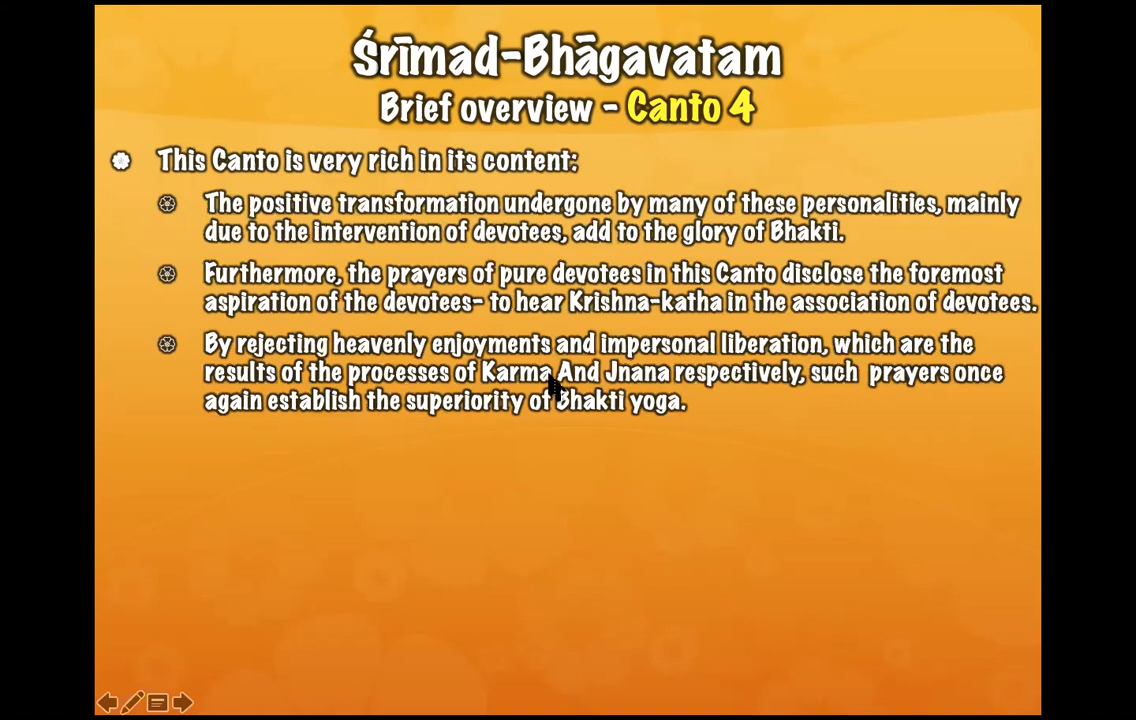 Śrīmad-Bhāgavatam
Brief overview - Canto 4
This Canto is very rich in its content:
The positive transformation undergone by many of these personalities, mainly
due to the intervention of devotees, add to the glory of Bhakti.
Furthermore, the prayers of pure devotees in this Canto disclose the foremost
aspiration of the devotees- to hear Krishna-katha in the association of devotees.
By rejecting heavenly enjoyments and impersonal liberation, which are the
results of the processes of Karma And Jnana respectively, such prayers once
again establish the superiority of Bhakti yoga.